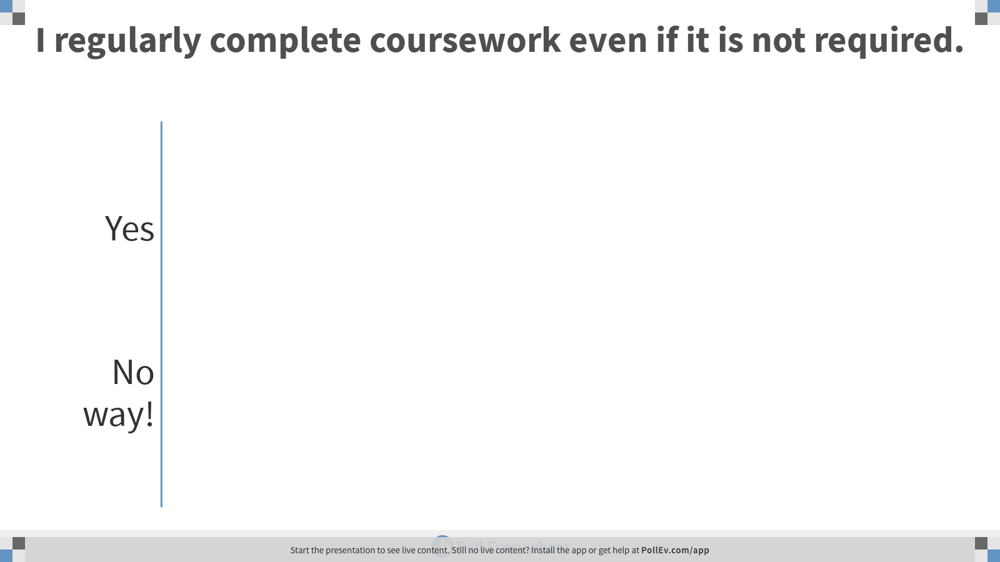 I regularly complete coursework even if it is not required.
Yes
No
way!
Start the presentation to see live content. Still no live content? Install the app or get help at PollEv.com/app